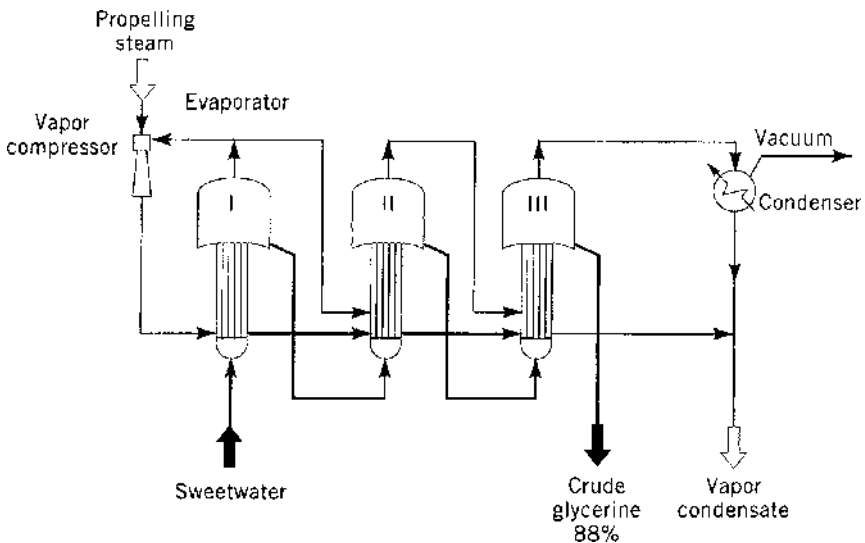 Propelling
steam
Evaporator
Vapor
compressor
Vacuum
I
II
III
Condenser
Sweetwater
Crude
glycerine
88%
Vapor
condensate